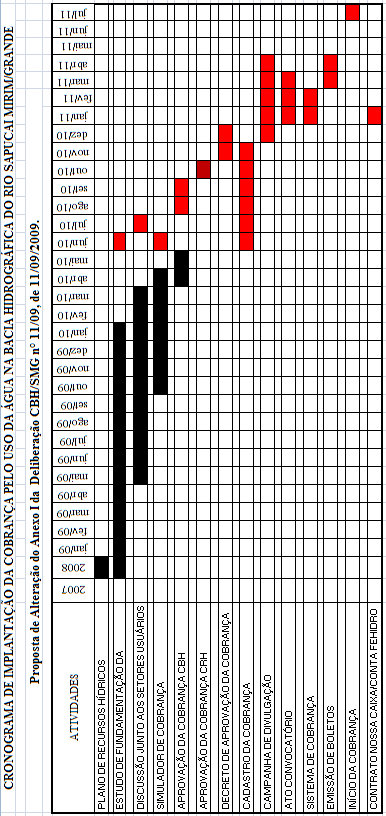 CRONOGRAMA DE IMPLANTAÇÃO DA COBRANÇA PELO USO DA ÁGUA NA BACIA HIDROGRÁFICA DO RIO SAPUCAI MIRIM/GRANDE
Proposta de Alteração do Anexo I da Deliberação CBH/SMG nº 11/09, de 11/09/2009.
ATIVIDADES
2007
2008
jan/09
fev/09
mar/09
abr/09
mai/09
jun/09
jul/09
ago/09
set/09
out/09
nov/09
dez/09
jan/10
fev/10
mar/10
abr/10
mai/10
jun/10
jul/10
ago/10
set/10
out/10
nov/10
dez/10
jan/11
fev/11
mar/11
abr/11
mai/11
jun/11
jul/11
PLANO DE RECURSOS HÍDRICOS
ESTUDO DE FUNDAMENTAÇÃO DA
DISCUSSÃO JUNTO AOS SETORES USUÁRIOS
SIMULADOR DE COBRANÇA
APROVAÇÃO DA COBRANÇA CBH
APROVAÇÃO DA COBRANÇA CRH
DECRETO DE APROVAÇÃO DA COBRANÇA
CADASTRO DA COBRANÇA
CAMPANHA DE DIVULGAÇÃO
ATO CONVOCATÓRIO
SISTEMA DE COBRANÇA
EMISSÃO DE BOLETOS
INÍCIO DA COBRANÇA
CONTRATO NOSSA CAIXA/CONTA FEHIDRO